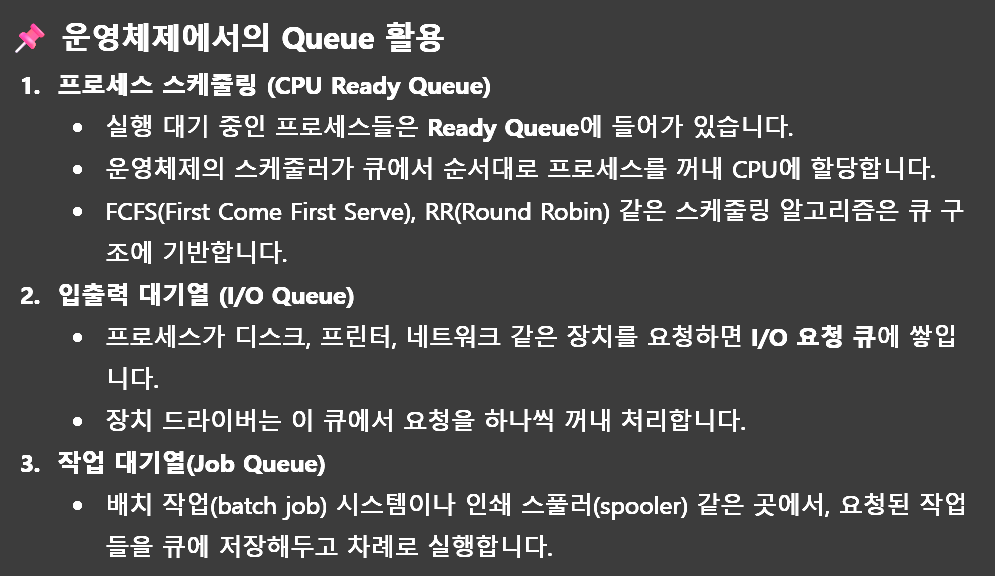 📌 운영체제에서의 Queue 활용
1. 프로세스 스케줄링 (CPU Ready Queue)
• 실행 대기 중인 프로세스들은 Ready Queue에 들어가 있습니다.
• 운영체제의 스케줄러가 큐에서 순서대로 프로세스를 꺼내 CPU에 할당합니다.
• FCFS(First Come First Serve), RR(Round Robin) 같은 스케줄링 알고리즘은 큐 구
조에 기반합니다.
2. 입출력 대기열 (I/O Queue)
• 프로세스가 디스크, 프린터, 네트워크 같은 장치를 요청하면 I/O 요청 큐에 쌓입
니다.
• 장치 드라이버는 이 큐에서 요청을 하나씩 꺼내 처리합니다.
3. 작업 대기열(Job Queue)
• 배치 작업(batch job) 시스템이나 인쇄 스풀러(spooler) 같은 곳에서, 요청된 작업
들을 큐에 저장해두고 차례로 실행합니다.